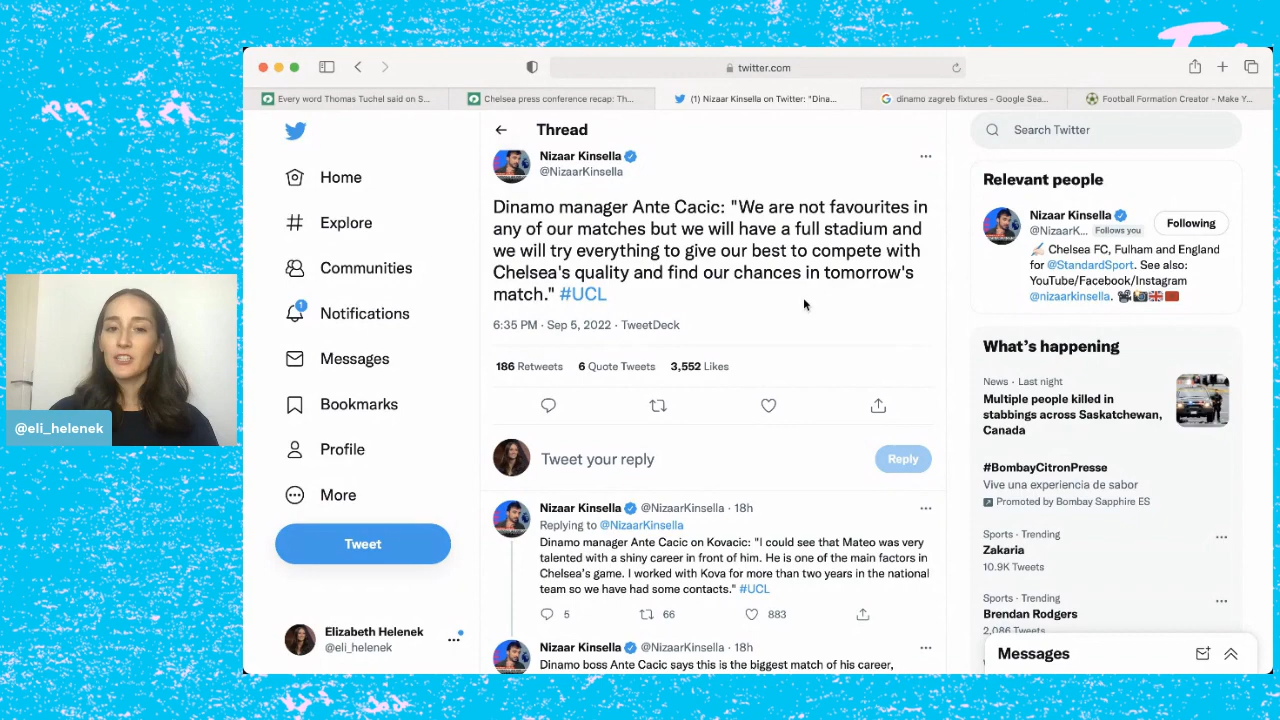 twitter.com
Every word Thomas Tuchel said on S...
Chelsea press conference recap: Th...
(1) Nizaar Kinsella on Twitter: "Dina...
dinamo zagreb fixtures - Google Sea...
Football Formation Creator - Make Y...
Home
Explore
Communities
1
Notifications
Messages
Bookmarks
Profile
More
Tweet
Elizabeth Helenek
@eli_helenek
Thread
Nizaar Kinsella
@NizaarKinsella
Dinamo manager Ante Cacic: "We are not favourites in
any of our matches but we will have a full stadium and
we will try everything to give our best to compete with
Chelsea's quality and find our chances in tomorrow's
match." #UCL
6:35 PM · Sep 5, 2022 · TweetDeck
186 Retweets 6 Quote Tweets 3,552 Likes
Tweet your reply
Reply
Nizaar Kinsella @NizaarKinsella · 18h
Replying to @NizaarKinsella
Dinamo manager Ante Cacic on Kovacic: "I could see that Mateo was very
talented with a shiny career in front of him. He is one of the main factors in
Chelsea's game. I worked with Kova for more than two years in the national
team so we have had some contacts." #UCL
5 66 883
Nizaar Kinsella @NizaarKinsella · 18h
Dinamo boss Ante Cacic says this is the biggest match of his career,
Search Twitter
Relevant people
Nizaar Kinsella
@NizaarK... Follows you
Following
Chelsea FC, Fulham and England
for @StandardSport. See also:
YouTube/Facebook/Instagram
@nizaarkinsella.
What's happening
News · Last night
Multiple people killed in
stabbings across Saskatchewan,
Canada
#BombayCitronPresse
Vive una experiencia de sabor
Promoted by Bombay Sapphire ES
Sports · Trending
Zakaria
10.9K Tweets
Sports · Trending
Brendan Rodgers
2,086 Tweets
Messages
@eli_helenek